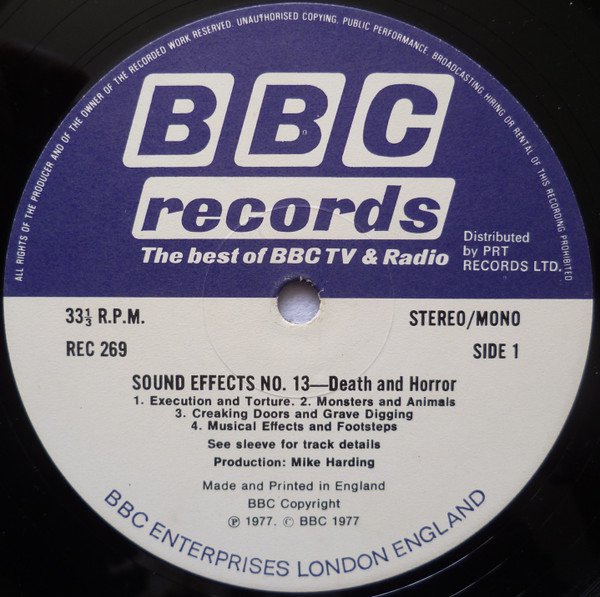 ALL RIGHTS OF THE PRODUCER AND OF THE OWNER OF THE RECORDED WORK RESERVED. UNAUTHORISED COPYING, PUBLIC PERFORMANCE, BROADCASTING HIRING OR RENTAL OF THIS RECORDING PROHIBITED
BBC
records
The best of BBC TV & Radio
Distributed
by PRT
RECORDS LTD.
33⅓ R.P.M.
STEREO/MONO
REC 269
SIDE 1
SOUND EFFECTS NO. 13—Death and Horror
1. Execution and Torture. 2. Monsters and Animals
3. Creaking Doors and Grave Digging
4. Musical Effects and Footsteps
See sleeve for track details
Production: Mike Harding
Made and Printed in England
BBC Copyright
℗ 1977. © BBC 1977
BBC ENTERPRISES LONDON ENGLAND